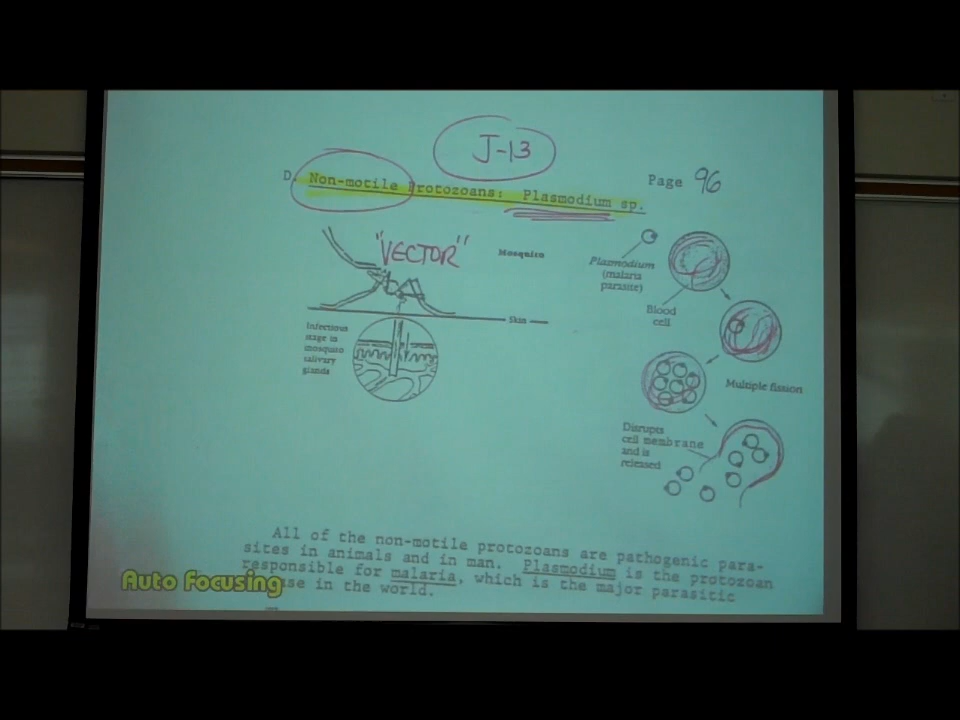 J-13
D. Non-motile Protozoans: Plasmodium sp.
Page 96
"VECTOR"
Mosquito
Plasmodium
(malaria
parasite)
Blood
cell
Skin
Infectious
stage in
mosquito
salivary
glands
Multiple fission
Disrupts
cell membrane
and is
released
All of the non-motile protozoans are pathogenic para-
sites in animals and in man. Plasmodium is the protozoan
responsible for malaria, which is the major parasitic
use in the world.
Auto Focusing